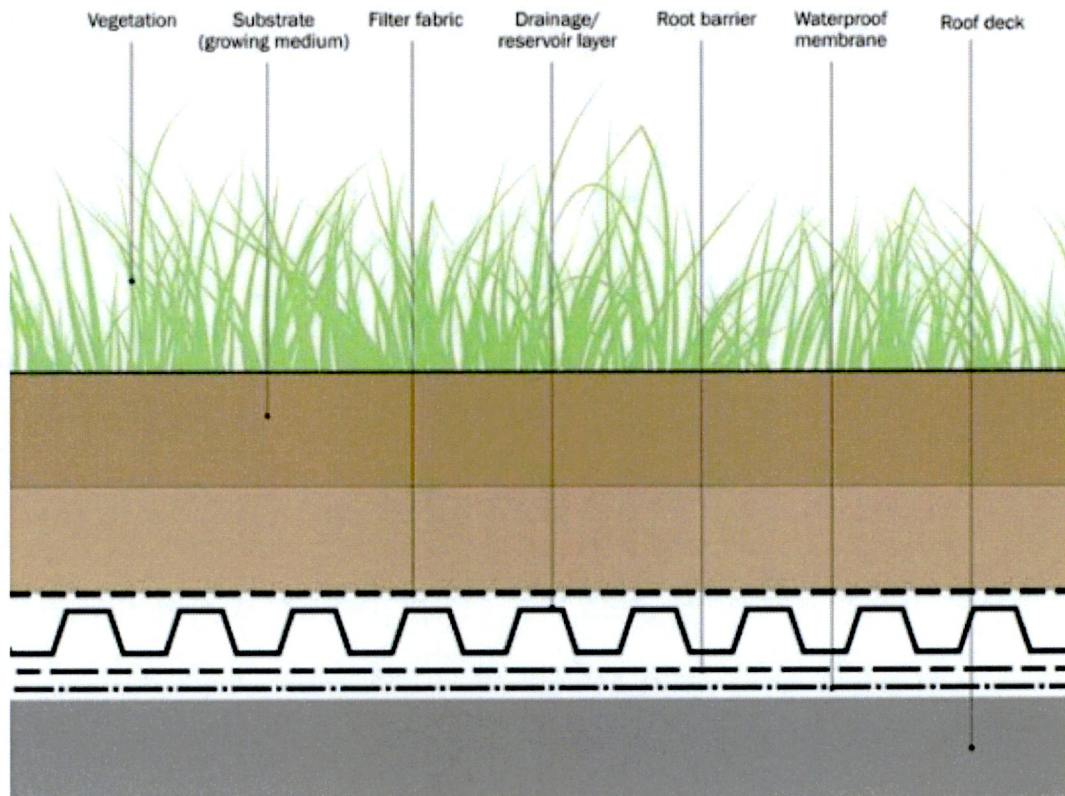 Vegetation
Substrate
(growing medium)
Filter fabric
Drainage/
reservoir layer
Root barrier
Waterproof
membrane
Roof deck